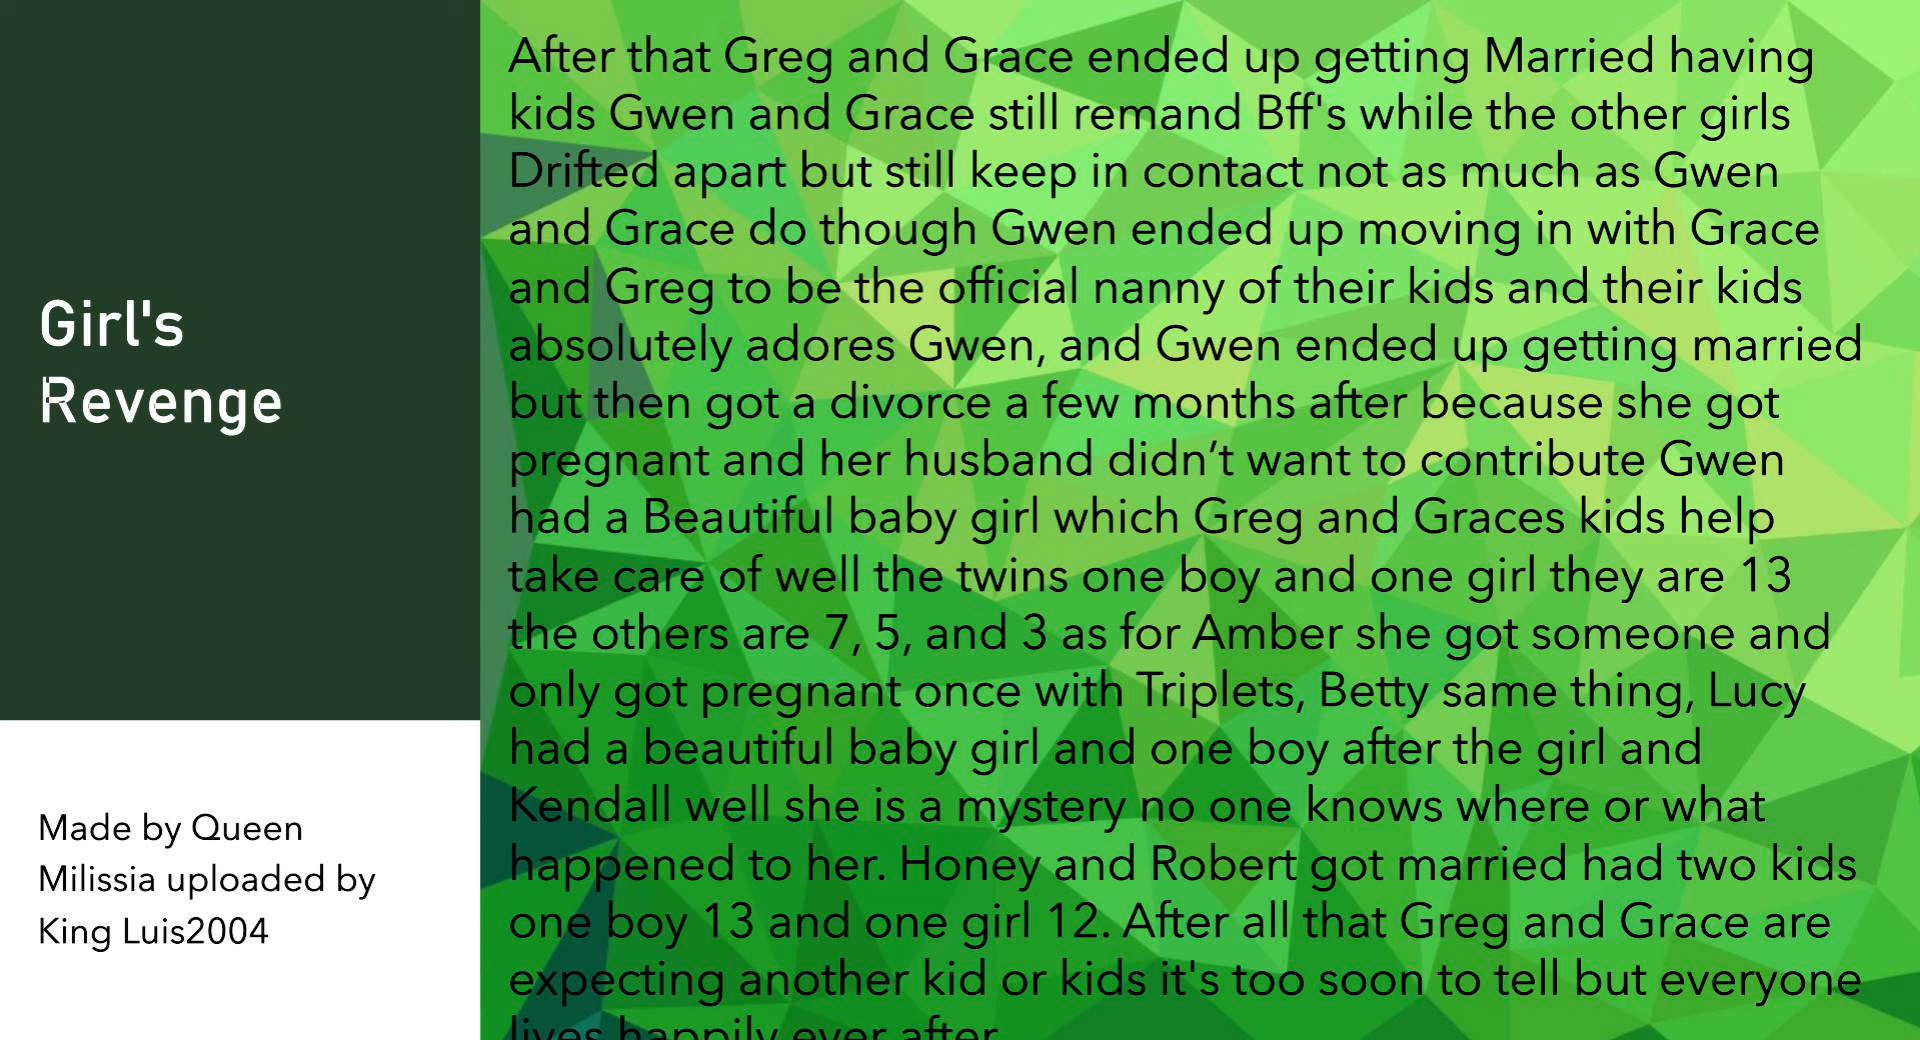 Girl's
Revenge
Made by Queen
Milissia uploaded by
King Luis2004
After that Greg and Grace ended up getting Married having
kids Gwen and Grace still remand Bff's while the other girls
Drifted apart but still keep in contact not as much as Gwen
and Grace do though Gwen ended up moving in with Grace
and Greg to be the official nanny of their kids and their kids
absolutely adores Gwen, and Gwen ended up getting married
but then got a divorce a few months after because she got
pregnant and her husband didn’t want to contribute Gwen
had a Beautiful baby girl which Greg and Graces kids help
take care of well the twins one boy and one girl they are 13
the others are 7, 5, and 3 as for Amber she got someone and
only got pregnant once with Triplets, Betty same thing, Lucy
had a beautiful baby girl and one boy after the girl and
Kendall well she is a mystery no one knows where or what
happened to her. Honey and Robert got married had two kids
one boy 13 and one girl 12. After all that Greg and Grace are
expecting another kid or kids it's too soon to tell but everyone
lives happily ever after